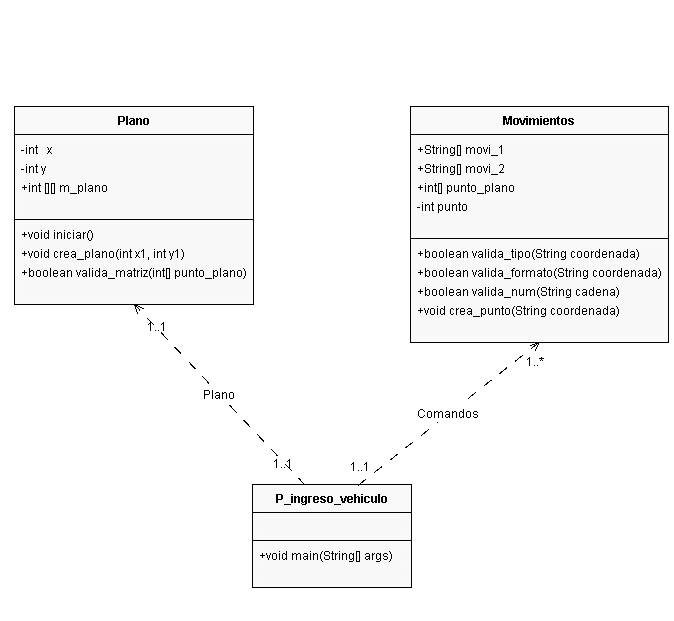 Plano
-int x
-int y
+int [][] m_plano
+void iniciar()
+void crea_plano(int x1, int y1)
+boolean valida_matriz(int[] punto_plano)
Movimientos
+String[] movi_1
+String[] movi_2
+int[] punto_plano
-int punto
+boolean valida_tipo(String coordenada)
+boolean valida_formato(String coordenada)
+boolean valida_num(String cadena)
+void crea_punto(String coordenada)
1..1
1..*
Plano
Comandos
1..1
1..1
P_ingreso_vehiculo
+void main(String[] args)